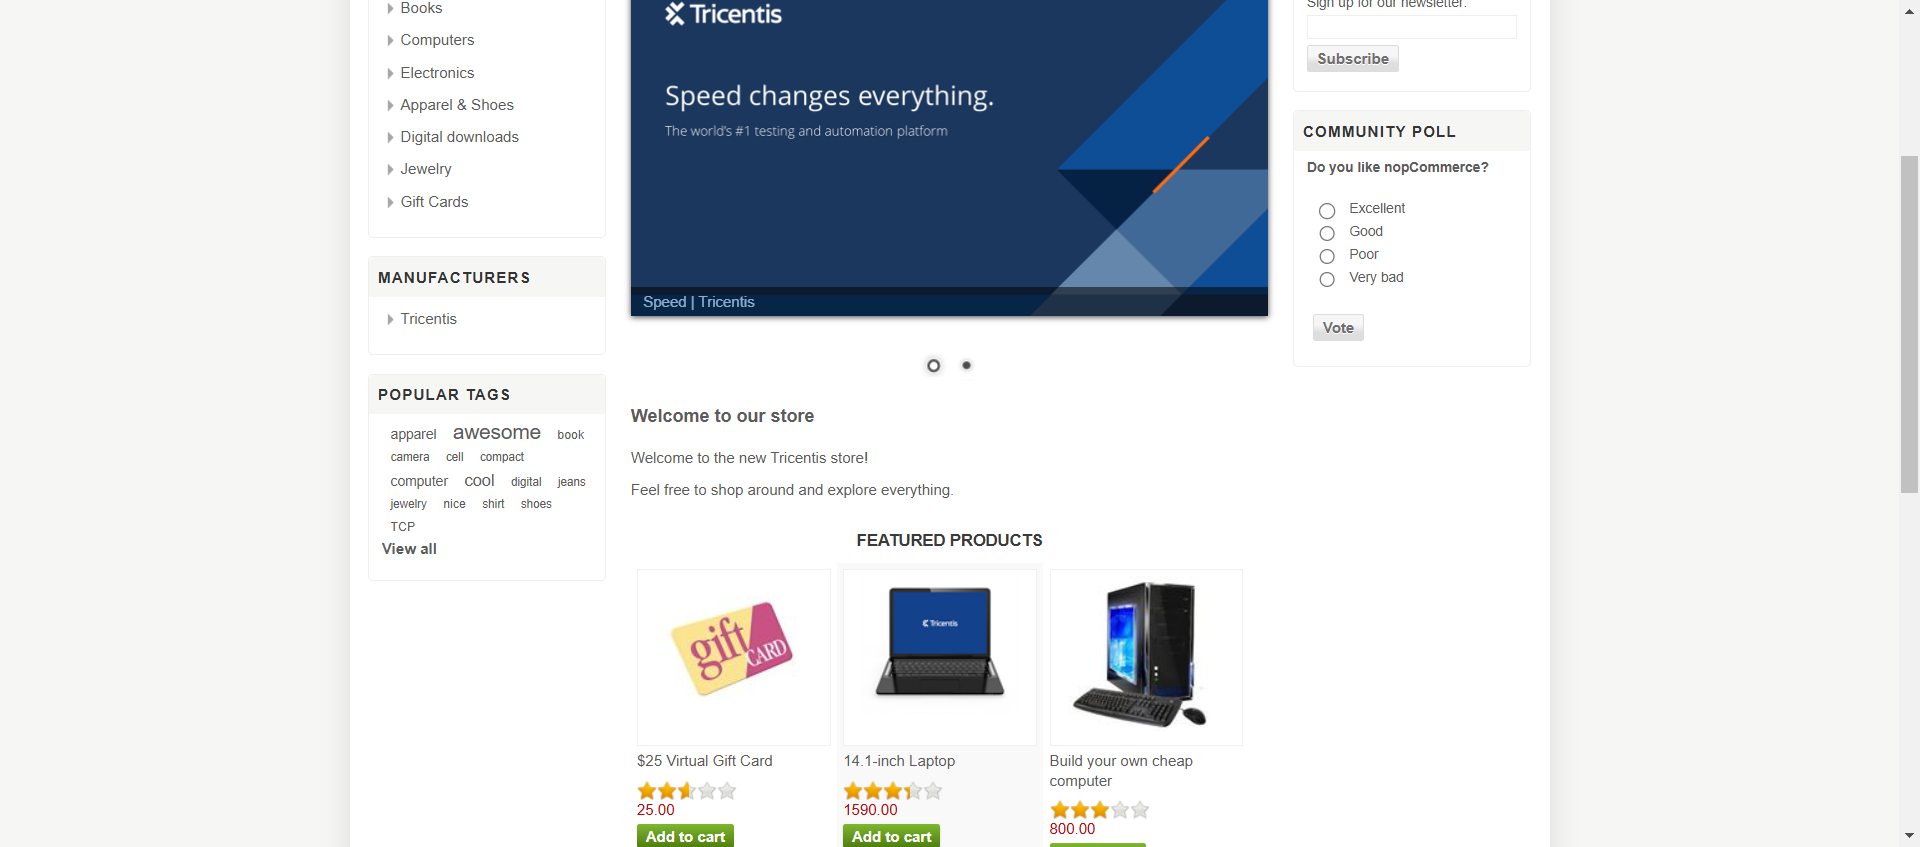 Books
Computers
Electronics
Apparel & Shoes
Digital downloads
Jewelry
Gift Cards
MANUFACTURERS
Tricentis
POPULAR TAGS
apparel awesome book
camera cell compact
computer cool digital jeans
jewelry nice shirt shoes
TCP
View all
Tricentis
Speed changes everything.
The world's #1 testing and automation platform
Speed | Tricentis
Welcome to our store
Welcome to the new Tricentis store!
Feel free to shop around and explore everything.
FEATURED PRODUCTS
gift CARD
Tricentis
$25 Virtual Gift Card
25.00
Add to cart
14.1-inch Laptop
1590.00
Add to cart
Build your own cheap
computer
800.00
Sign up for our newsletter:
Subscribe
COMMUNITY POLL
Do you like nopCommerce?
Excellent
Good
Poor
Very bad
Vote